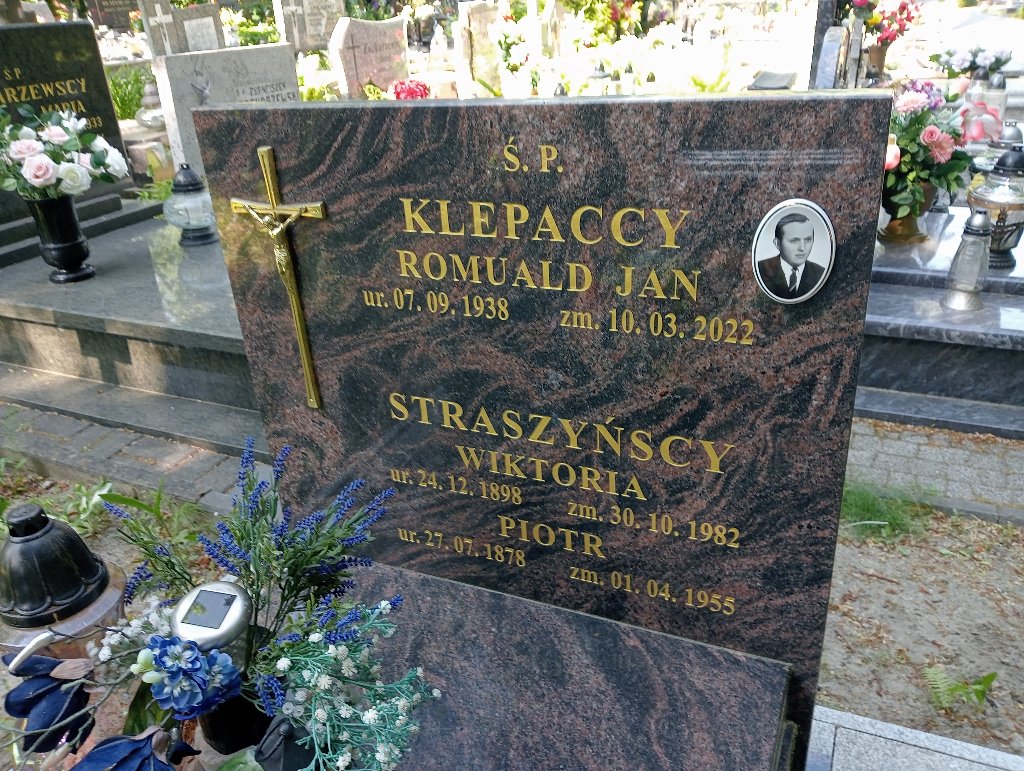 Ś. P.
KLEPACCY
ROMUALD JAN
ur. 07. 09. 1938 zm. 10. 03. 2022
STRASZYŃSCY
WIKTORIA
ur. 24. 12. 1898 zm. 30. 10. 1982
PIOTR
ur. 27. 07. 1878 zm. 01. 04. 1955
Ś.P.
MARIA